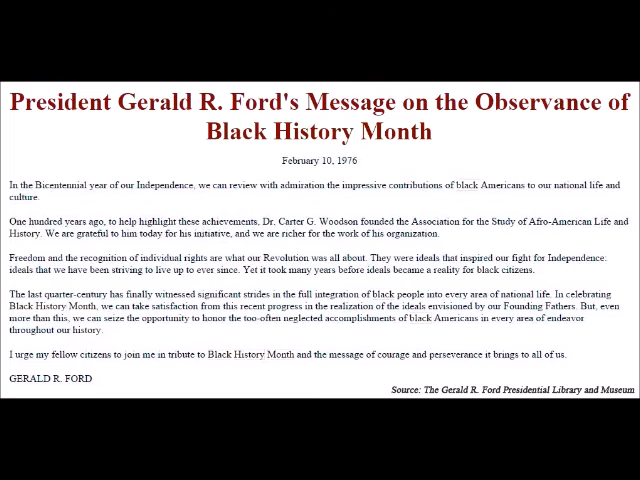 President Gerald R. Ford's Message on the Observance of
Black History Month
February 10, 1976
In the Bicentennial year of our Independence, we can review with admiration the impressive contributions of black Americans to our national life and
culture.
One hundred years ago, to help highlight these achievements, Dr. Carter G. Woodson founded the Association for the Study of Afro-American Life and
History. We are grateful to him today for his initiative, and we are richer for the work of his organization.
Freedom and the recognition of individual rights are what our Revolution was all about. They were ideals that inspired our fight for Independence:
ideals that we have been striving to live up to ever since. Yet it took many years before ideals became a reality for black citizens.
The last quarter-century has finally witnessed significant strides in the full integration of black people into every area of national life. In celebrating
Black History Month, we can take satisfaction from this recent progress in the realization of the ideals envisioned by our Founding Fathers. But, even
more than this, we can seize the opportunity to honor the too-often neglected accomplishments of black Americans in every area of endeavor
throughout our history.
I urge my fellow citizens to join me in tribute to Black History Month and the message of courage and perseverance it brings to all of us.
GERALD R. FORD
Source: The Gerald R. Ford Presidential Library and Museum